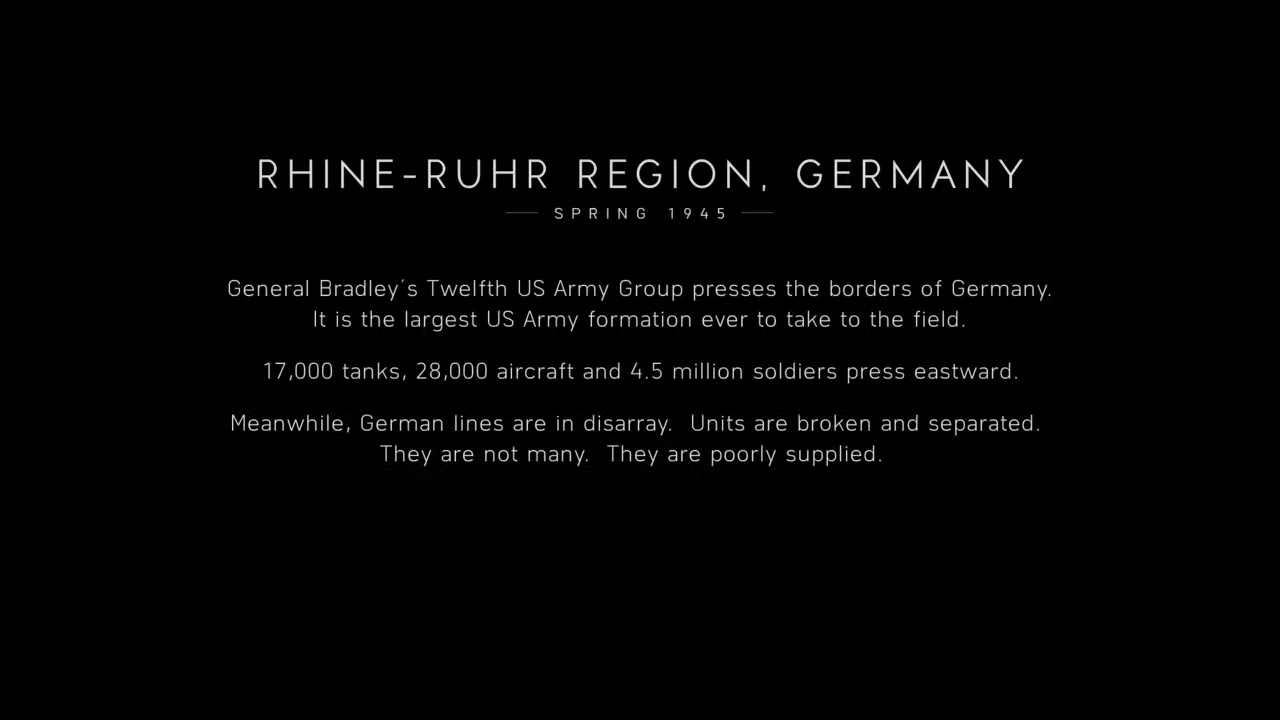 RHINE-RUHR REGION, GERMANY
SPRING 1945
General Bradley's Twelfth US Army Group presses the borders of Germany.
It is the largest US Army formation ever to take to the field.
17,000 tanks, 28,000 aircraft and 4.5 million soldiers press eastward.
Meanwhile, German lines are in disarray.  Units are broken and separated.
They are not many.  They are poorly supplied.